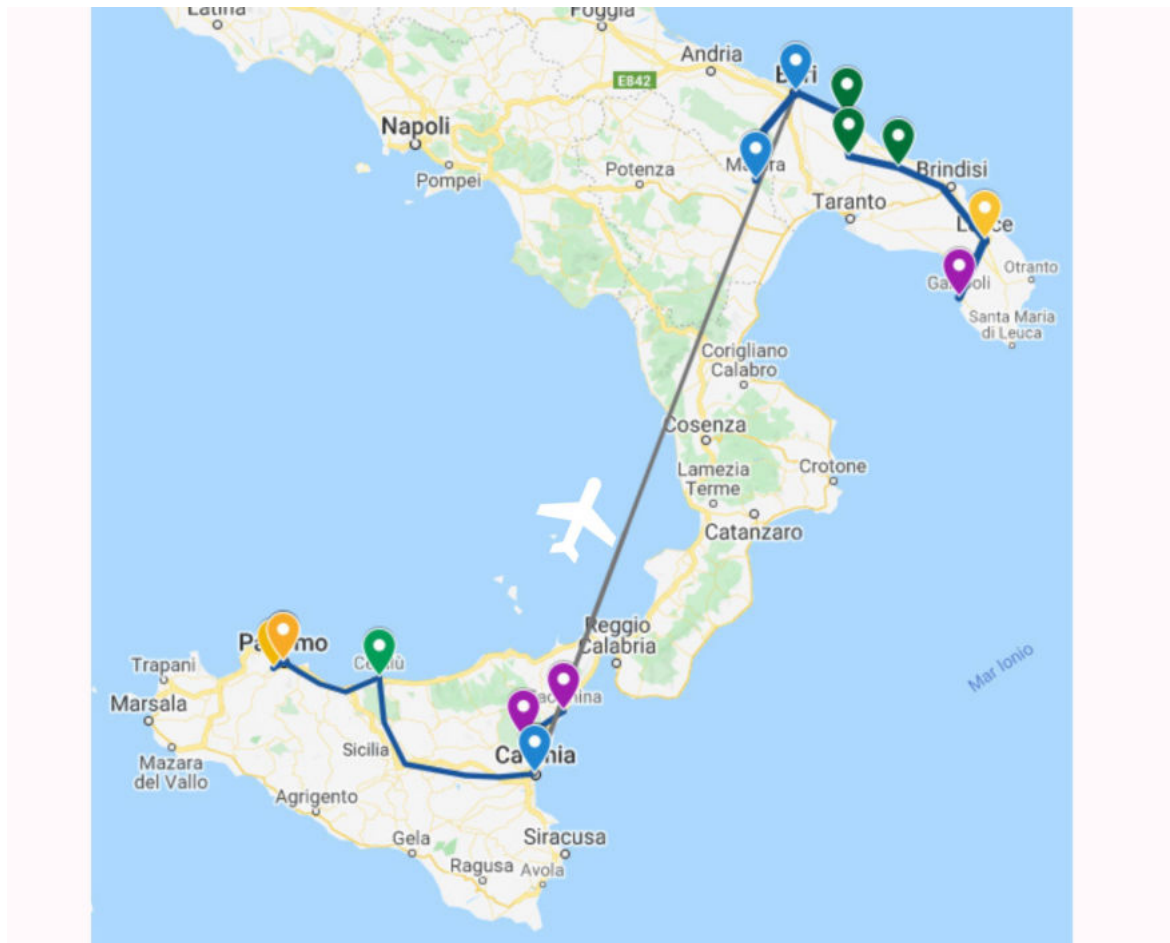 Latina
Foggia
Andria
E842
Napoli
Pompei
Potenza
Brindisi
Taranto
Otranto
Santa Maria
di Leuca
Corigliano
Calabro
Cosenza
Crotone
Lamezia
Terme
Catanzaro
Reggio
Calabria
Trapani
Marsala
Mazara
del Vallo
Sicilia
Agrigento
Gela
Ragusa
Siracusa
Avola
Mar Ionio